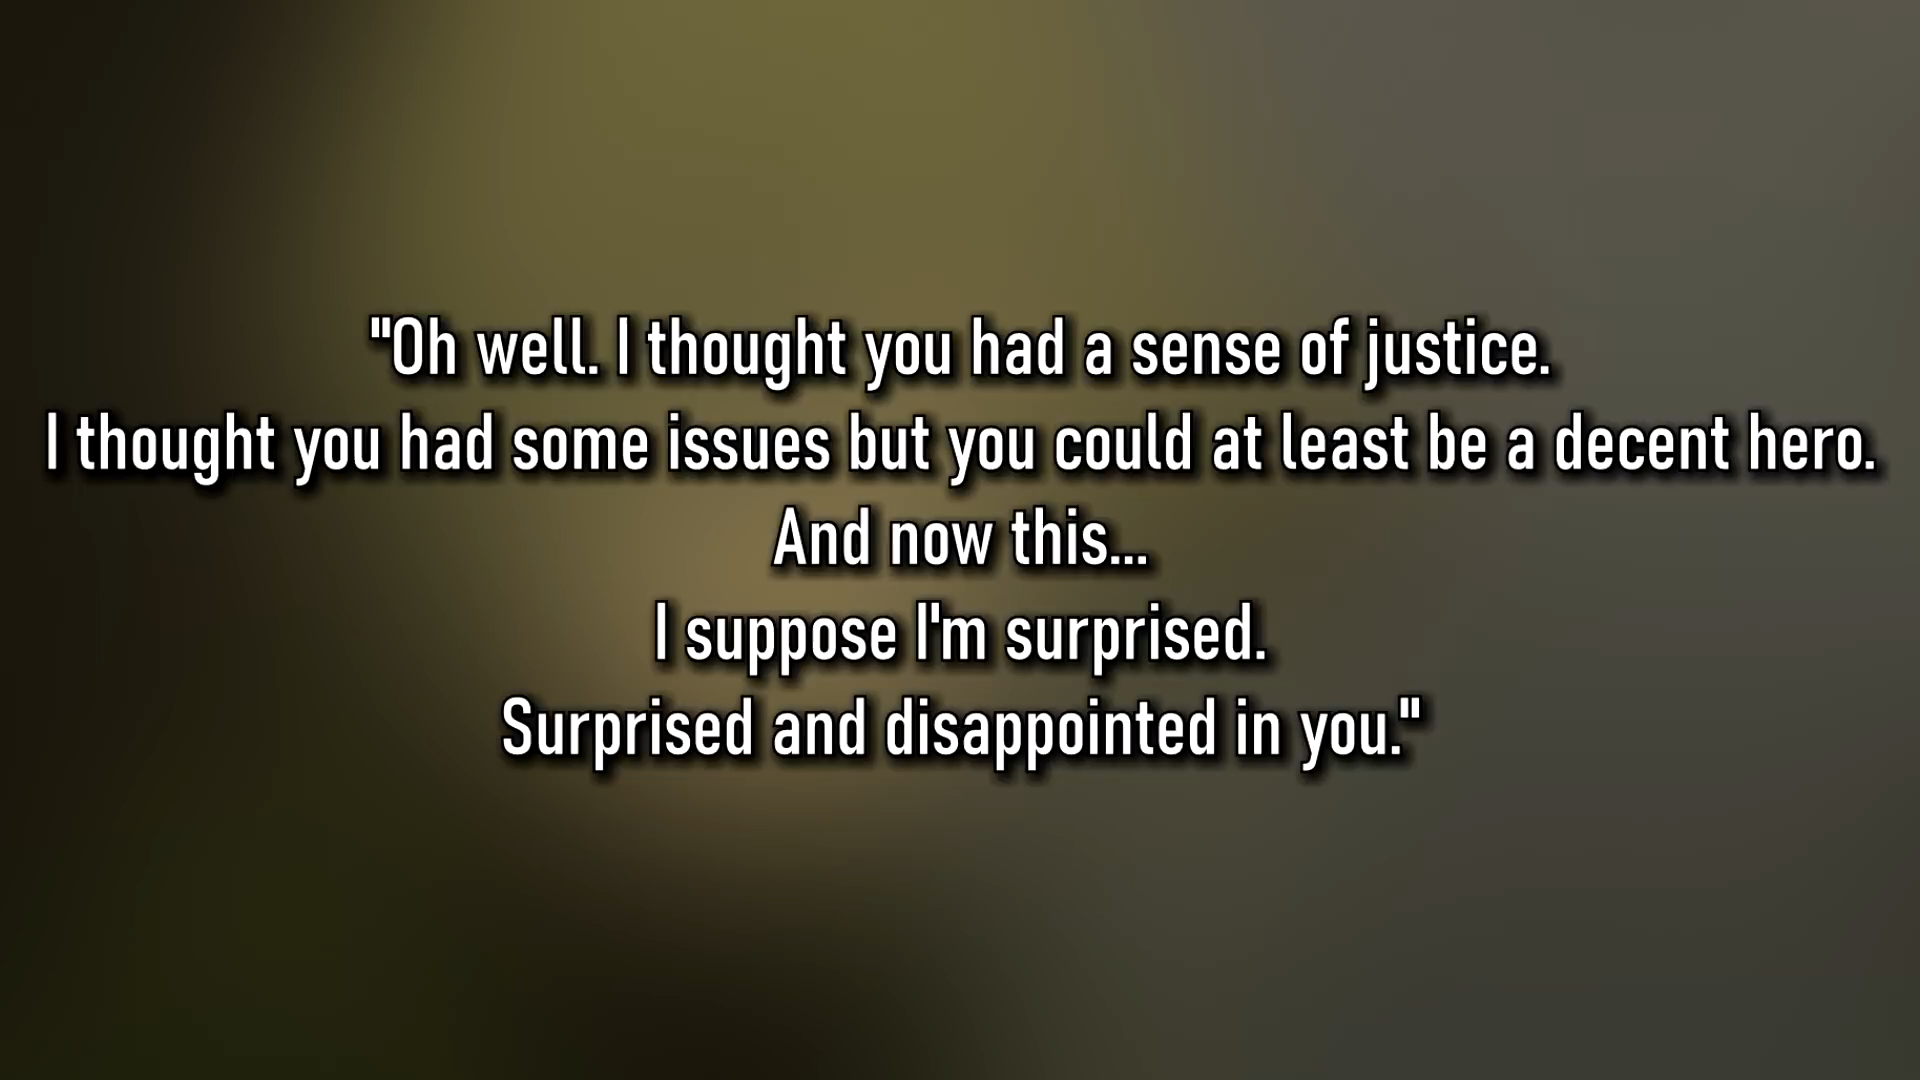 "Oh well. I thought you had a sense of justice.
I thought you had some issues but you could at least be a decent hero.
And now this...
I suppose I'm surprised.
Surprised and disappointed in you."